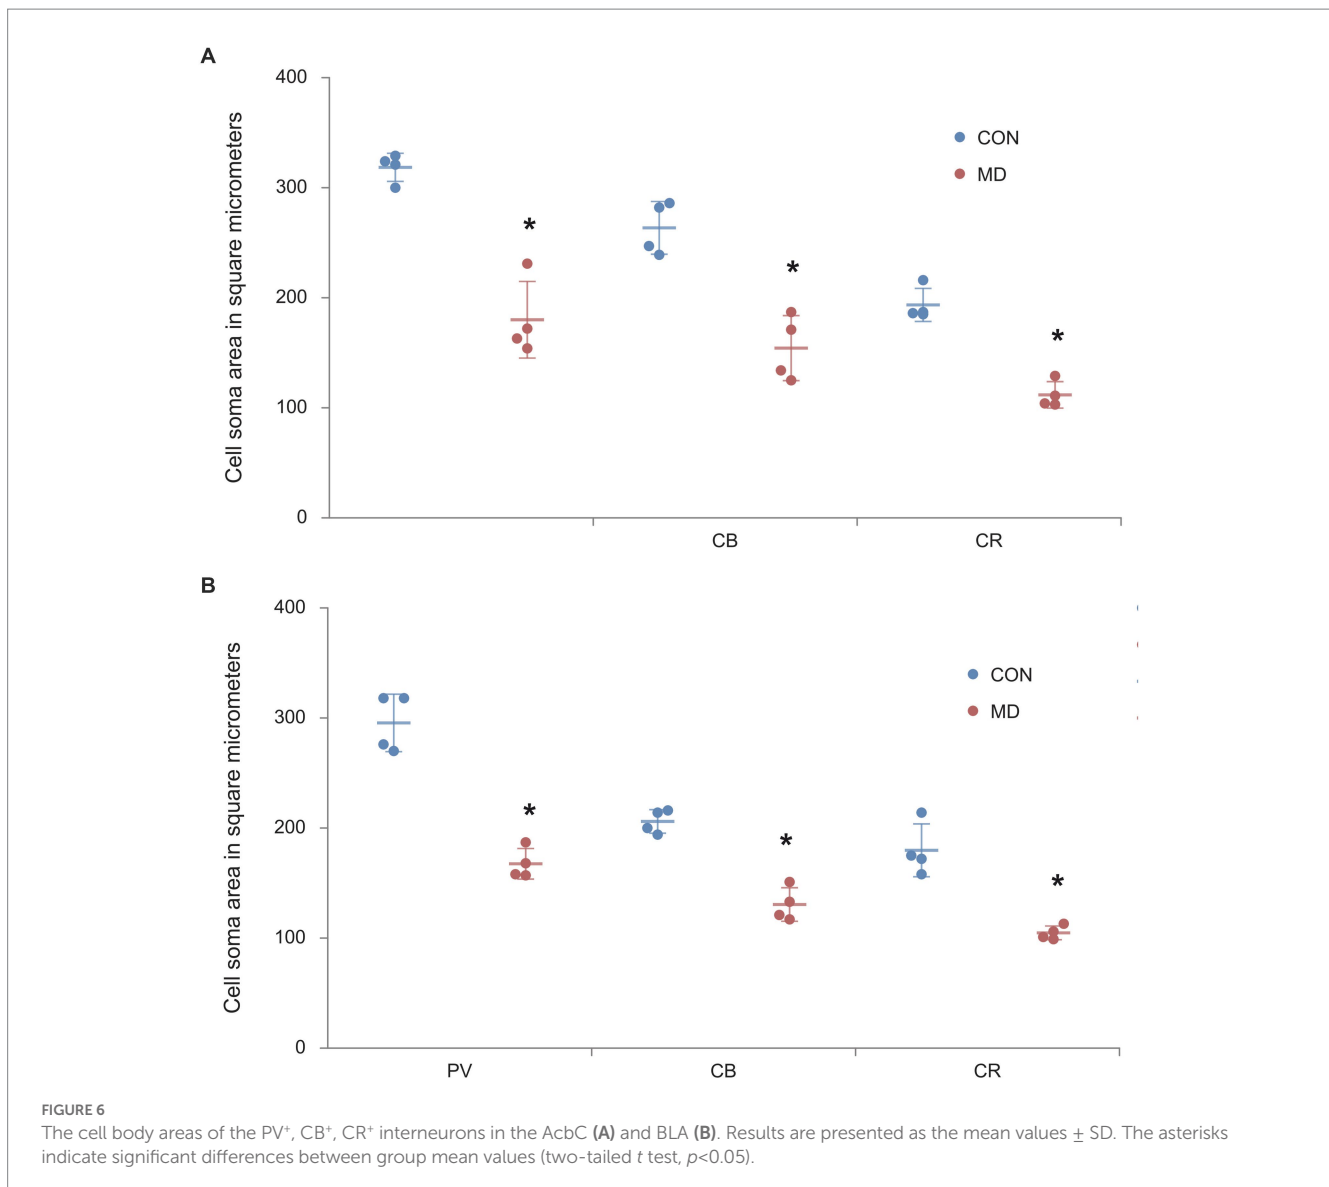 A
400
300
200
100
0
Cell soma area in square micrometers
CON
MD
*
*
*
CB
CR
B
400
300
200
100
0
Cell soma area in square micrometers
CON
MD
*
*
*
PV
CB
CR
FIGURE 6
The cell body areas of the PV⁺, CB⁺, CR⁺ interneurons in the AcbC (A) and BLA (B). Results are presented as the mean values ± SD. The asterisks
indicate significant differences between group mean values (two-tailed t test, p<0.05).